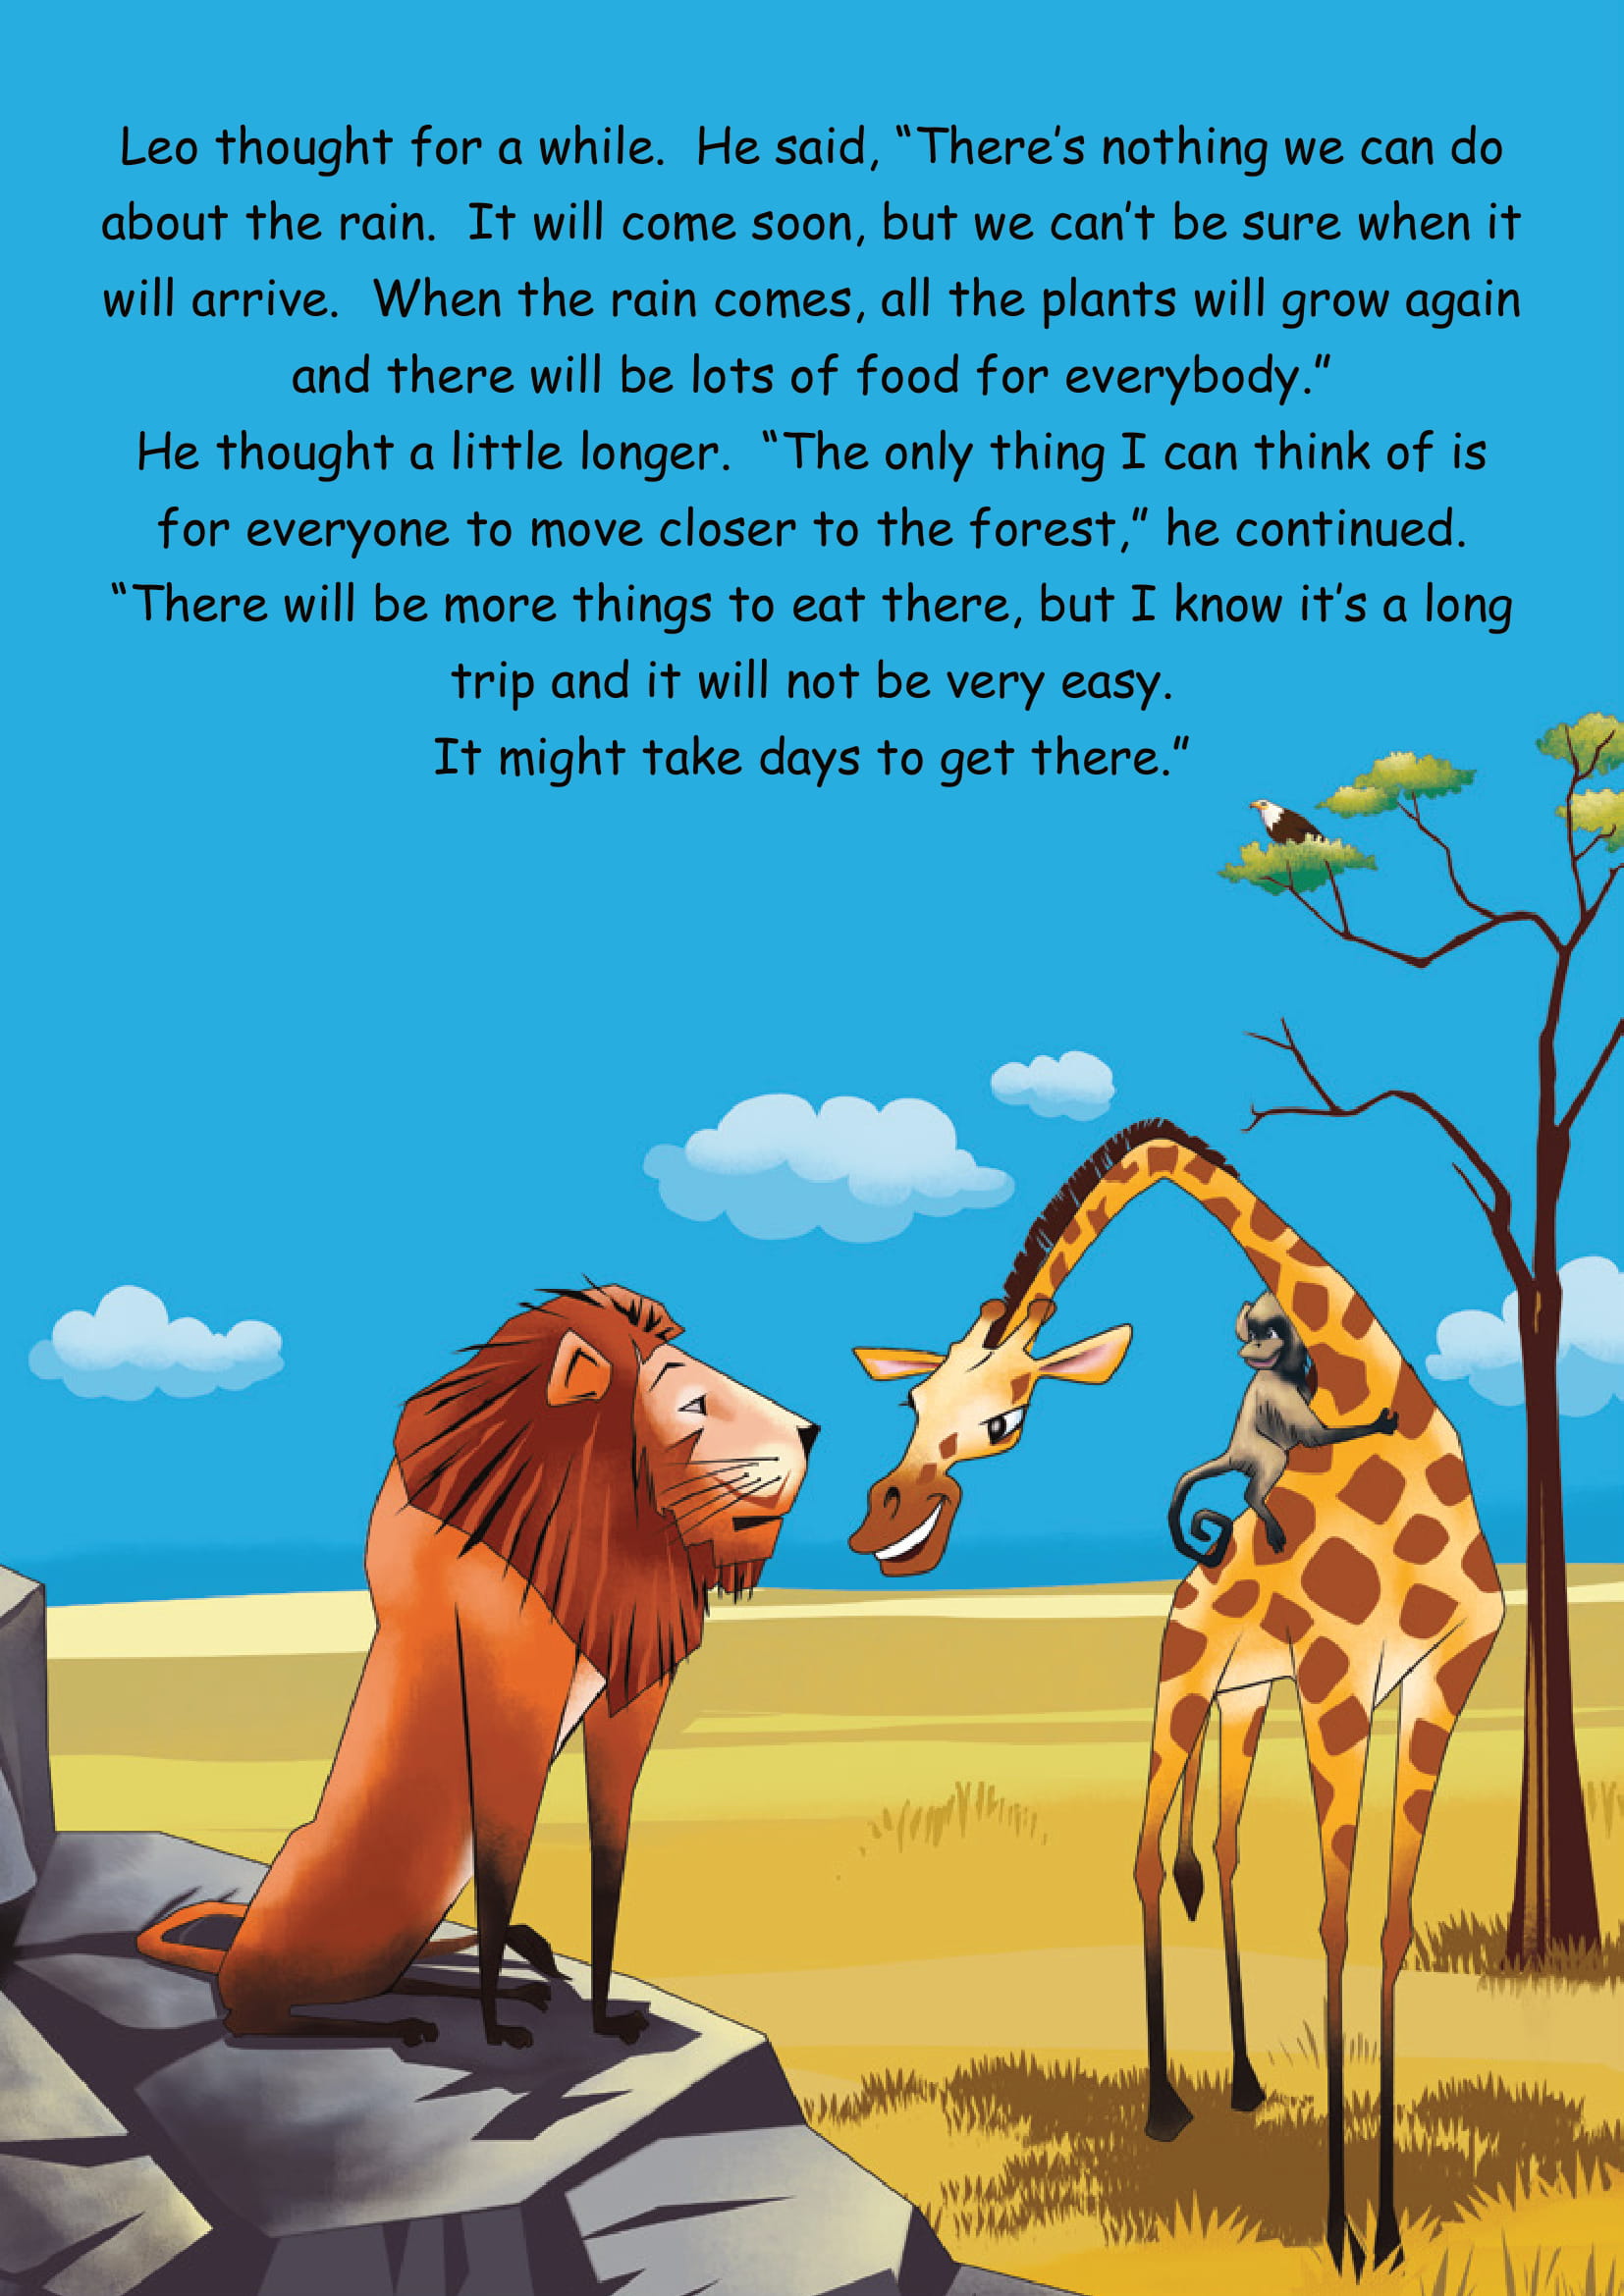 Leo thought for a while.  He said, “There’s nothing we can do
about the rain.  It will come soon, but we can’t be sure when it
will arrive.  When the rain comes, all the plants will grow again
and there will be lots of food for everybody.”
He thought a little longer.  “The only thing I can think of is
for everyone to move closer to the forest,” he continued.
“There will be more things to eat there, but I know it’s a long
trip and it will not be very easy.
It might take days to get there.”